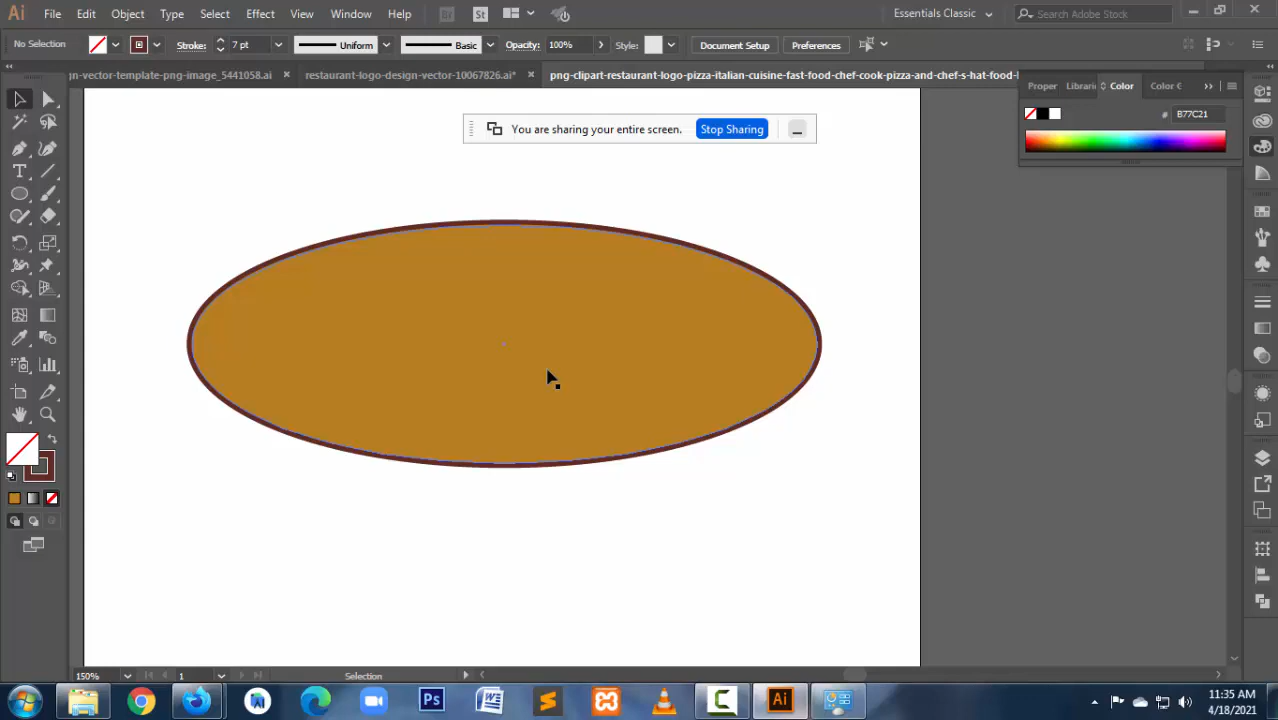 Ai File Edit Object Type Select Effect View Window Help Br St Essentials Classic Search Adobe Stock
No Selection Stroke: 7 pt Uniform Basic Opacity: 100% Style: Document Setup Preferences
gn-vector-template-png-image_5441058.ai × restaurant-logo-design-vector-10067826.ai* × png-clipart-restaurant-logo-pizza-italian-cuisine-fast-food-chef-cook-pizza-and-chef-s-hat-food-l
Proper Librari Color Color G
# B77C21
You are sharing your entire screen. Stop Sharing
150% 1 Selection
Ps W C Ai
11:35 AM
4/18/2021